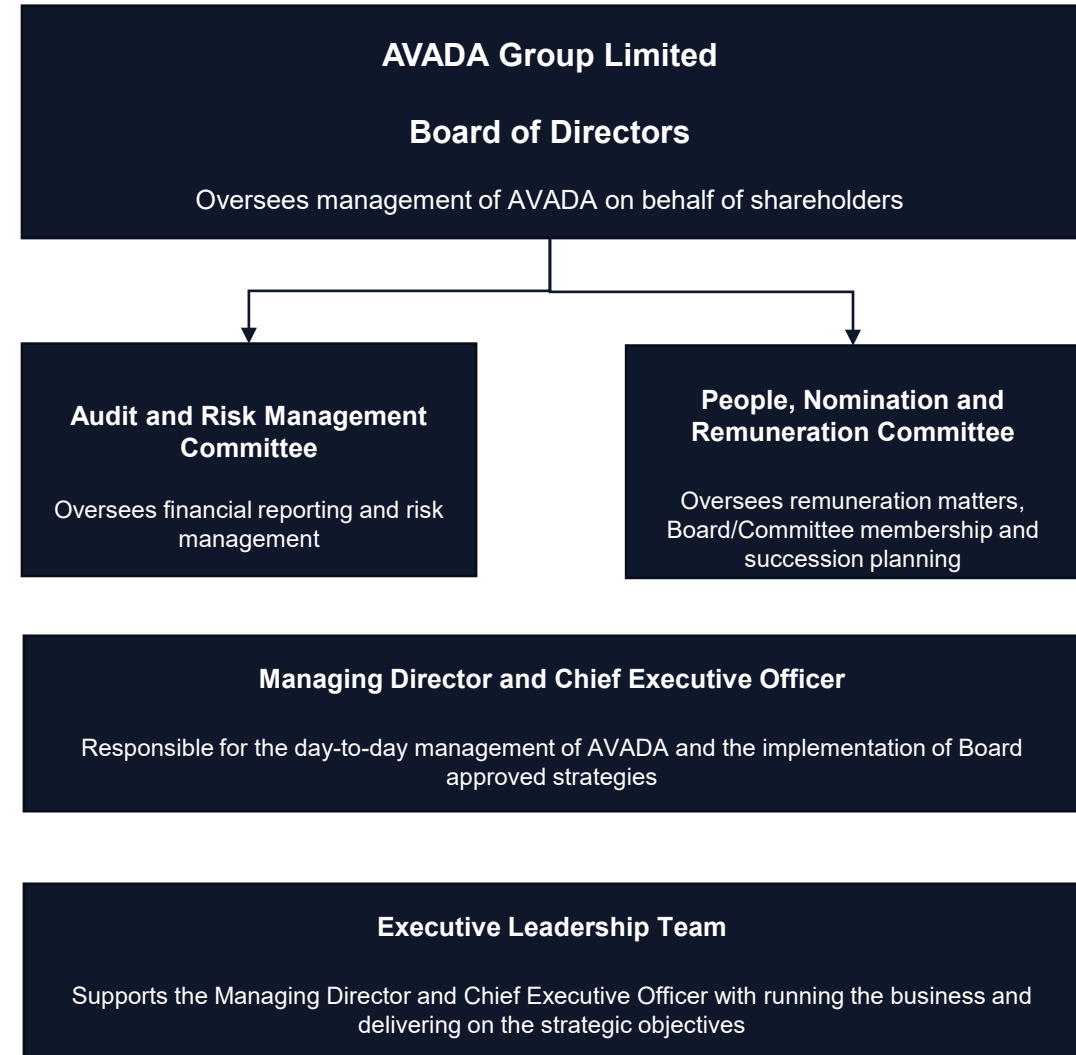 AVADA Group Limited
Board of Directors
Oversees management of AVADA on behalf of shareholders
Audit and Risk Management
Committee
Oversees financial reporting and risk
management
People, Nomination and
Remuneration Committee
Oversees remuneration matters,
Board/Committee membership and
succession planning
Managing Director and Chief Executive Officer
Responsible for the day-to-day management of AVADA and the implementation of Board
approved strategies
Executive Leadership Team
Supports the Managing Director and Chief Executive Officer with running the business and
delivering on the strategic objectives